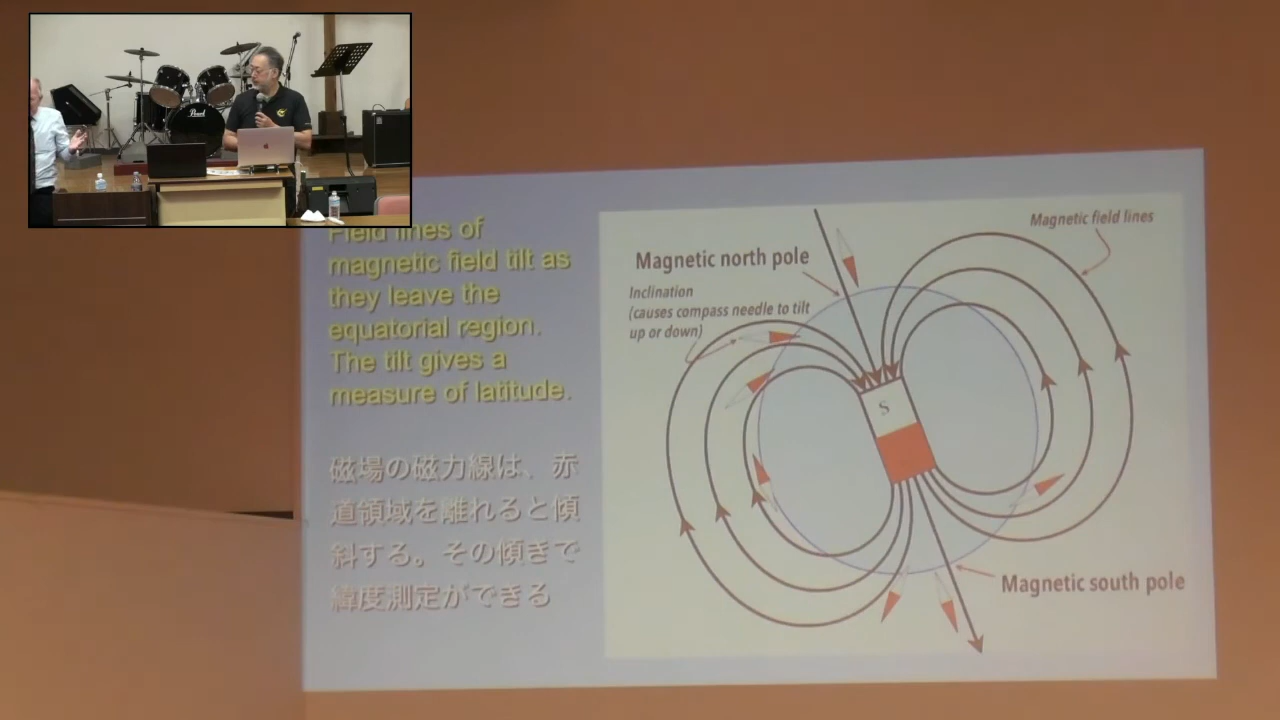 Pearl
Field lines of
magnetic field tilt as
they leave the
equatorial region.
The tilt gives a
measure of latitude.
磁場の磁力線は、赤
道領域を離れると傾
斜する。その傾きで
緯度測定ができる
Magnetic field lines
Magnetic north pole
Inclination
(causes compass needle to tilt
up or down)
S
Magnetic south pole